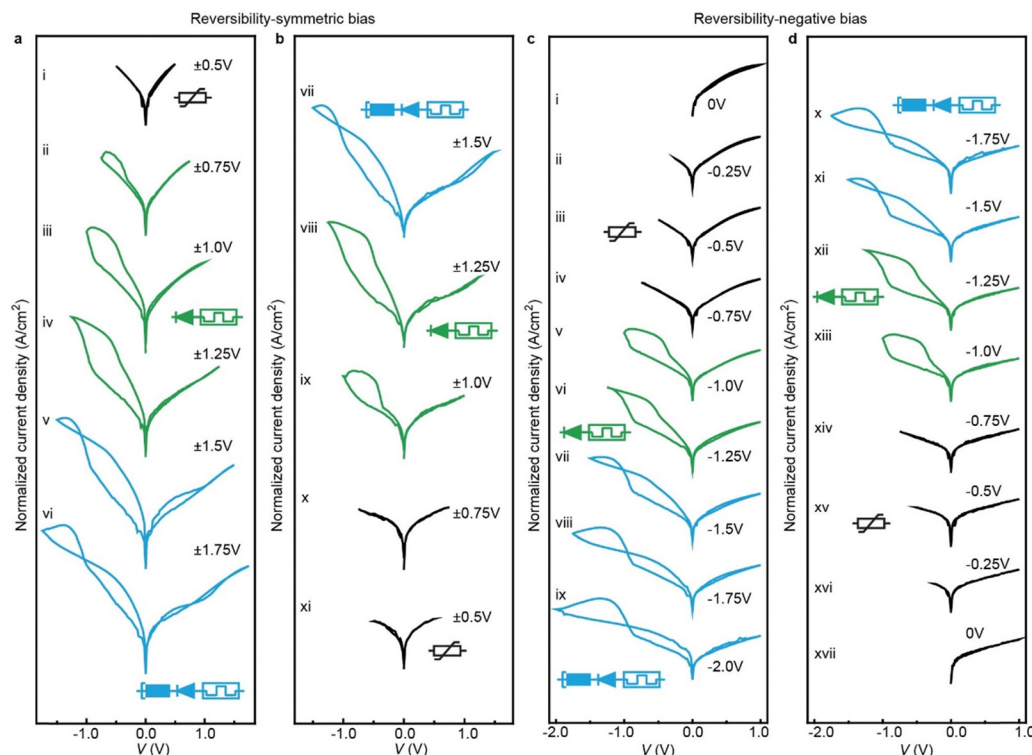 Reversibility-symmetric bias
Reversibility-negative bias
a
b
c
d
Normalized current density (A/cm²)
i
±0.5V
ii
±0.75V
iii
±1.0V
iv
±1.25V
v
±1.5V
vi
±1.75V
-1.0
0.0
1.0
V (V)
Normalized current density (A/cm²)
vii
±1.5V
viii
±1.25V
ix
±1.0V
x
±0.75V
xi
±0.5V
-1.0
0.0
1.0
V (V)
Normalized current density (A/cm²)
i
0V
ii
-0.25V
iii
-0.5V
iv
-0.75V
v
-1.0V
vi
-1.25V
vii
-1.5V
viii
-1.75V
ix
-2.0V
-2.0
-1.0
0.0
1.0
V (V)
Normalized current density (A/cm²)
x
-1.75V
xi
-1.5V
xii
-1.25V
xiii
-1.0V
xiv
-0.75V
xv
-0.5V
xvi
-0.25V
xvii
0V
-2.0
-1.0
0.0
1.0
V (V)